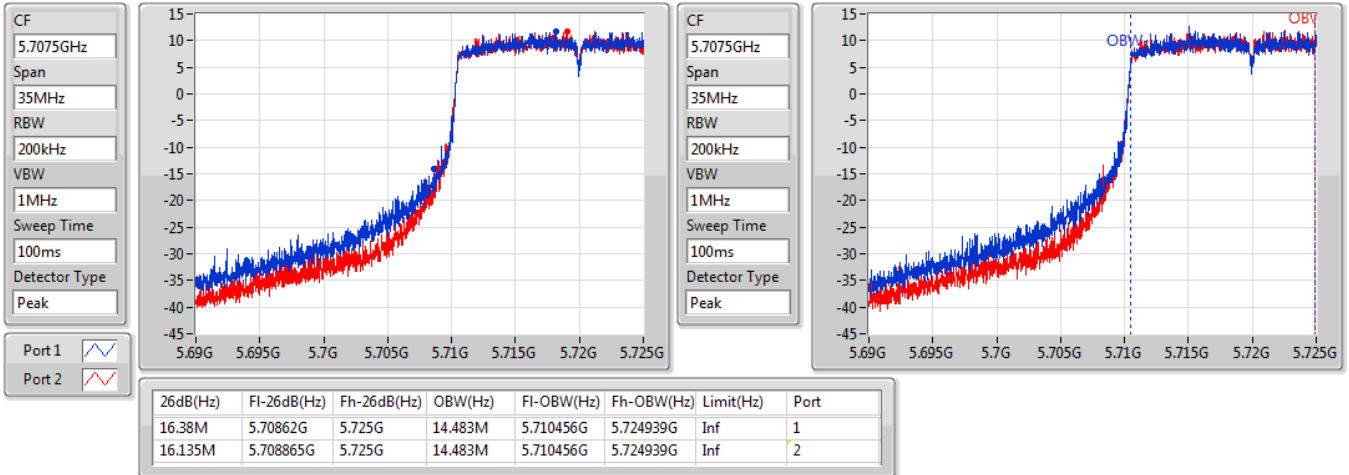 CF
5.7075GHz
Span
35MHz
RBW
200kHz
VBW
1MHz
Sweep Time
100ms
Detector Type
Peak
Port 1
Port 2
15
10
5
0
-5
-10
-15
-20
-25
-30
-35
-40
-45
5.69G 5.695G 5.7G 5.705G 5.71G 5.715G 5.72G 5.725G
CF
5.7075GHz
Span
35MHz
RBW
200kHz
VBW
1MHz
Sweep Time
100ms
Detector Type
Peak
15
10
5
0
-5
-10
-15
-20
-25
-30
-35
-40
-45
OBW
5.69G 5.695G 5.7G 5.705G 5.71G 5.715G 5.72G 5.725G
26dB(Hz) Fl-26dB(Hz) Fh-26dB(Hz) OBW(Hz) Fl-OBW(Hz) Fh-OBW(Hz) Limit(Hz) Port
16.38M 5.70862G 5.725G 14.483M 5.710456G 5.724939G Inf 1
16.135M 5.708865G 5.725G 14.483M 5.710456G 5.724939G Inf 2